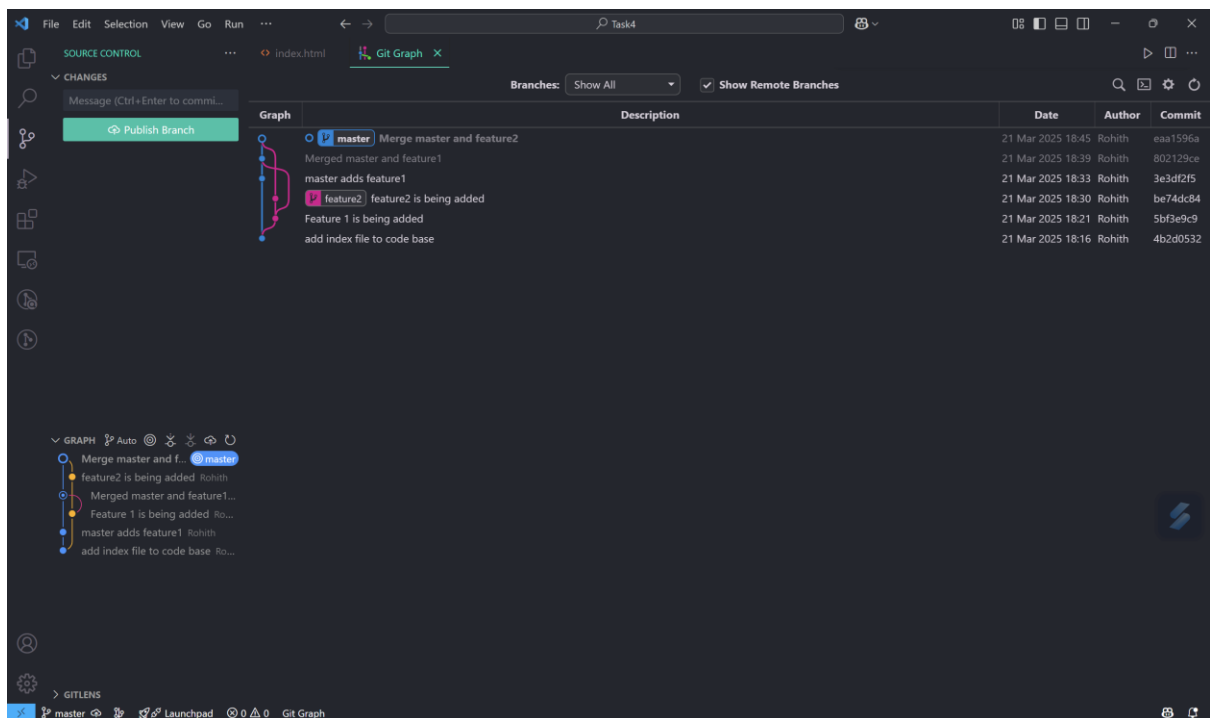 File Edit Selection View Go Run ... Task4
SOURCE CONTROL ... index.html Git Graph
CHANGES
Message (Ctrl+Enter to commi...
Publish Branch
Branches: Show All Show Remote Branches
Graph Description Date Author Commit
master Merge master and feature2 21 Mar 2025 18:45 Rohith eaa1596a
Merged master and feature1 21 Mar 2025 18:39 Rohith 802129ce
master adds feature1 21 Mar 2025 18:33 Rohith 3e3df2f5
feature2 feature2 is being added 21 Mar 2025 18:30 Rohith be74dc84
Feature 1 is being added 21 Mar 2025 18:21 Rohith 5bf3e9c9
add index file to code base 21 Mar 2025 18:16 Rohith 4b2d0532
GRAPH Auto
Merge master and f... master
feature2 is being added Rohith
Merged master and feature1...
Feature 1 is being added Ro...
master adds feature1 Rohith
add index file to code base Ro...
GITLENS
master Launchpad 0 0 Git Graph